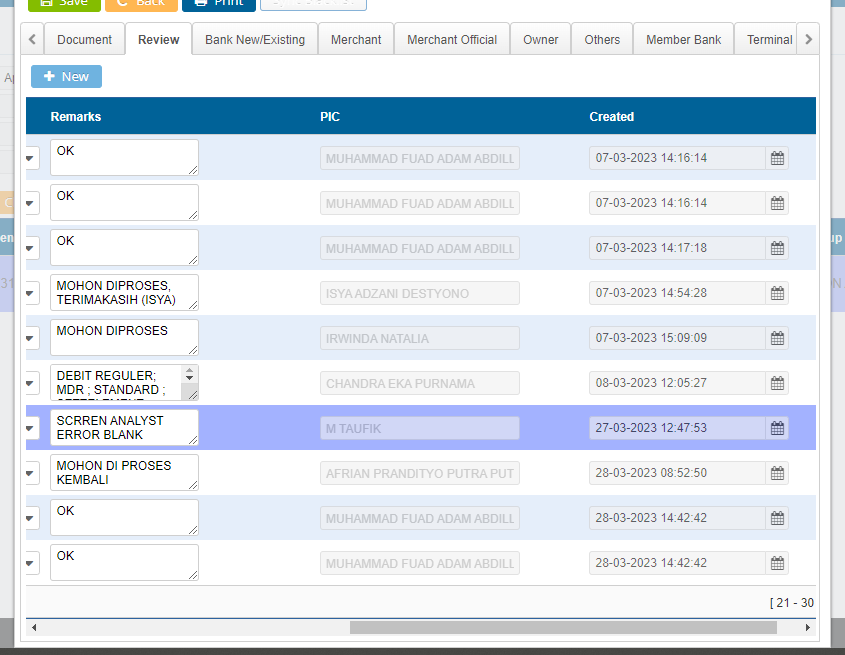 Save Back Print
Document Review Bank New/Existing Merchant Merchant Official Owner Others Member Bank Terminal
New
Remarks PIC Created
OK MUHAMMAD FUAD ADAM ABDILL 07-03-2023 14:16:14
OK MUHAMMAD FUAD ADAM ABDILL 07-03-2023 14:16:14
OK MUHAMMAD FUAD ADAM ABDILL 07-03-2023 14:17:18
MOHON DIPROSES,
TERIMAKASIH (ISYA) ISYA ADZANI DESTYONO 07-03-2023 14:54:28
MOHON DIPROSES IRWINDA NATALIA 07-03-2023 15:09:09
DEBIT REGULER;
MDR ; STANDARD ; CHANDRA EKA PURNAMA 08-03-2023 12:05:27
SCRREN ANALYST
ERROR BLANK M TAUFIK 27-03-2023 12:47:53
MOHON DI PROSES
KEMBALI AFRIAN PRANDITYO PUTRA PUT 28-03-2023 08:52:50
OK MUHAMMAD FUAD ADAM ABDILL 28-03-2023 14:42:42
OK MUHAMMAD FUAD ADAM ABDILL 28-03-2023 14:42:42
[ 21 - 30